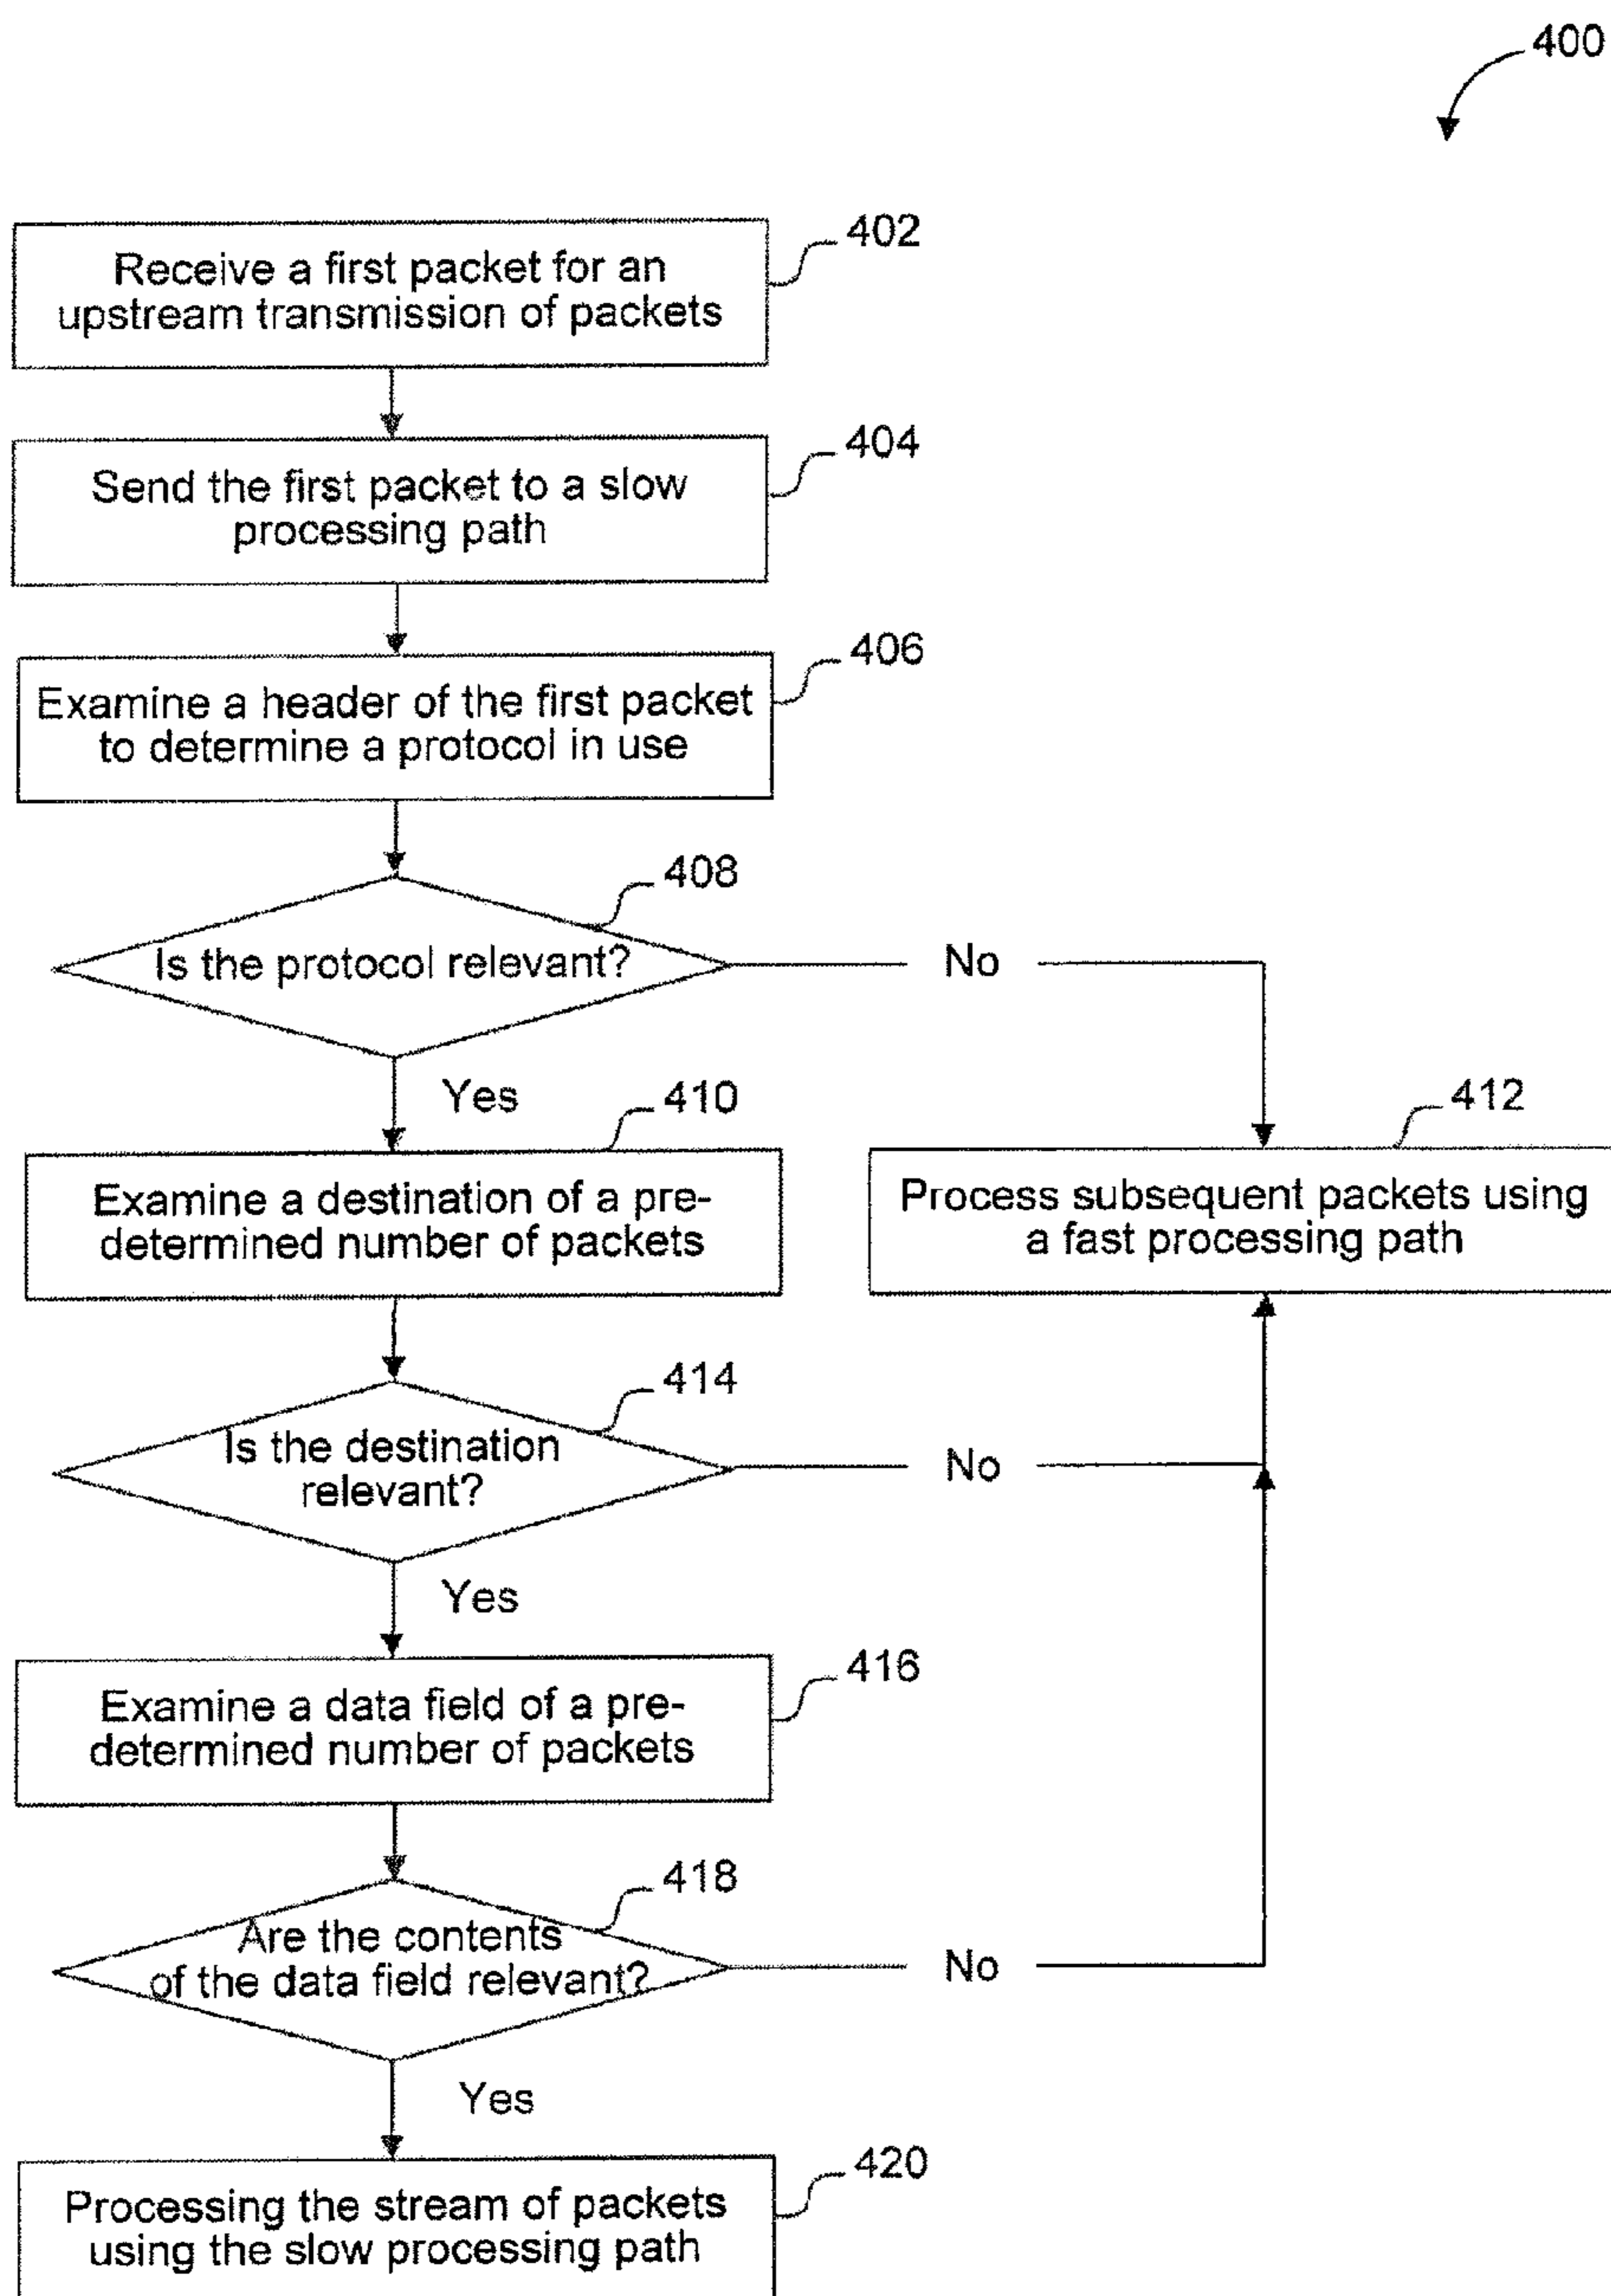 400
402
Receive a first packet for an
upstream transmission of packets
404
Send the first packet to a slow
processing path
406
Examine a header of the first packet
to determine a protocol in use
408
Is the protocol relevant?
No
Yes
410
412
Examine a destination of a pre-
determined number of packets
Process subsequent packets using
a fast processing path
414
Is the destination
relevant?
No
Yes
416
Examine a data field of a pre-
determined number of packets
418
Are the contents
of the data field relevant?
No
Yes
420
Processing the stream of packets
using the slow processing path